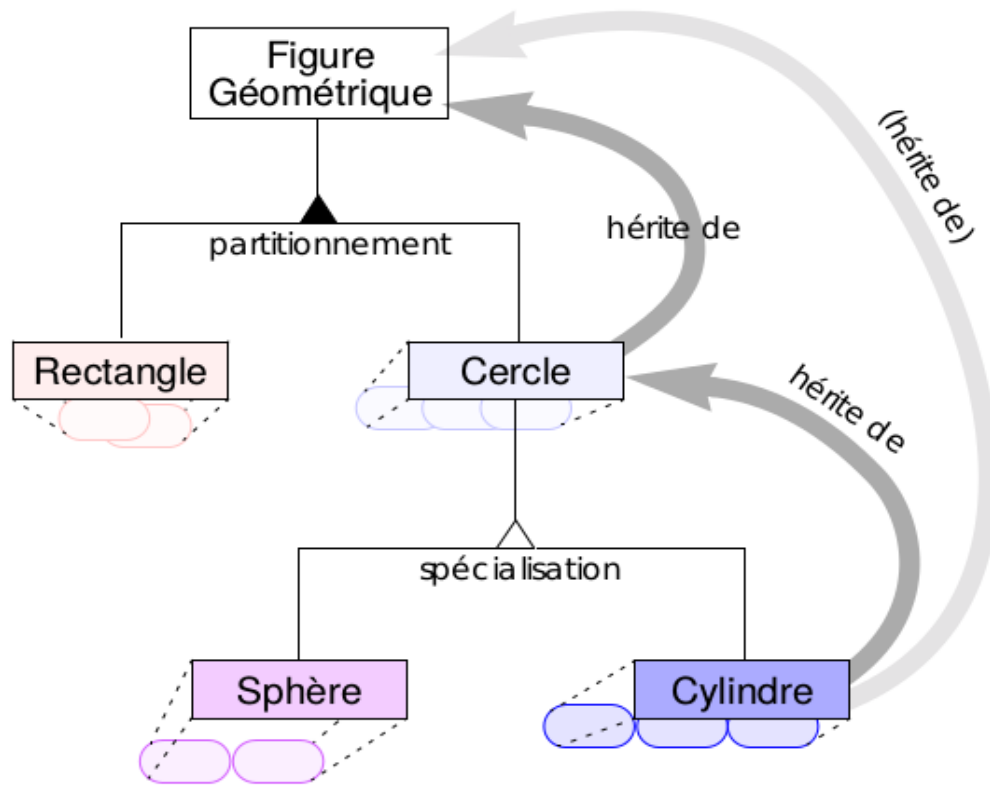 Figure
Géométrique
(hérite de)
hérite de
partitionnement
Rectangle
Cercle
hérite de
spécialisation
Sphère
Cylindre